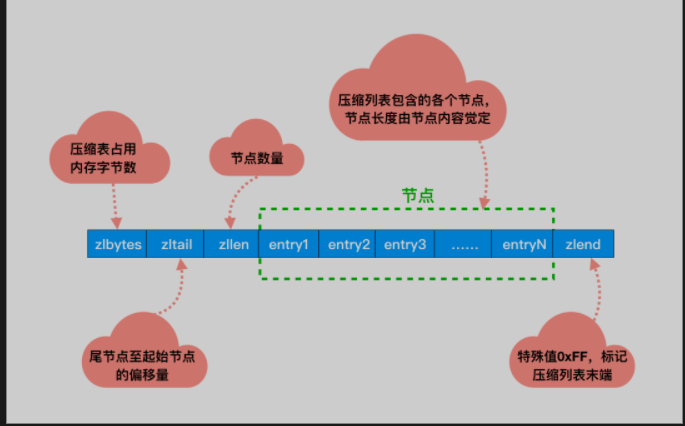 压缩列表包含的各个节点，
节点长度由节点内容觉定
压缩表占用
内存字节数
节点数量
节点
zlbytes zltail zllen entry1 entry2 entry3 …… entryN zlend
尾节点至起始节点
的偏移量
特殊值0xFF，标记
压缩列表末端